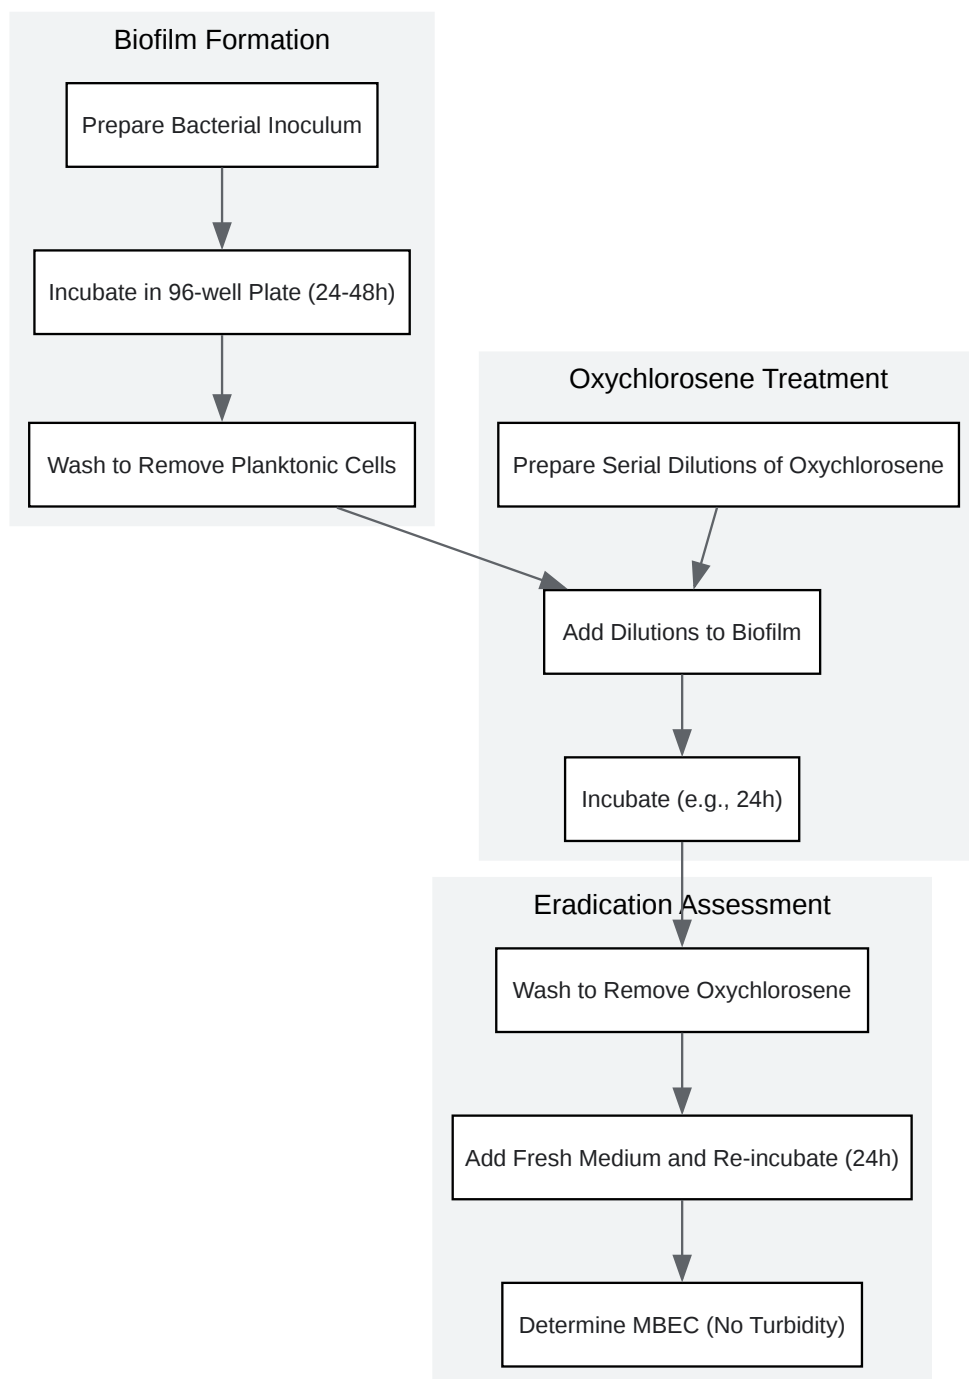 Biofilm Formation
Prepare Bacterial Inoculum
Incubate in 96-well Plate (24-48h)
Wash to Remove Planktonic Cells
Oxychlorosene Treatment
Prepare Serial Dilutions of Oxychlorosene
Add Dilutions to Biofilm
Incubate (e.g., 24h)
Eradication Assessment
Wash to Remove Oxychlorosene
Add Fresh Medium and Re-incubate (24h)
Determine MBEC (No Turbidity)